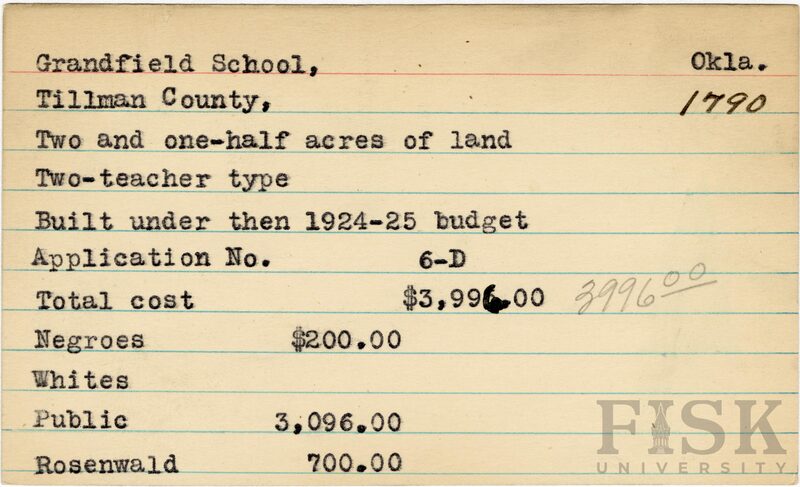 Grandfield School, Okla.
Tillman County, 1790
Two and one-half acres of land
Two-teacher type
Built under then 1924-25 budget
Application No. 6-D
Total cost $3,996.00 3996 00
Negroes $200.00
Whites
Public 3,096.00
Rosenwald 700.00
FISK
UNIVERSITY